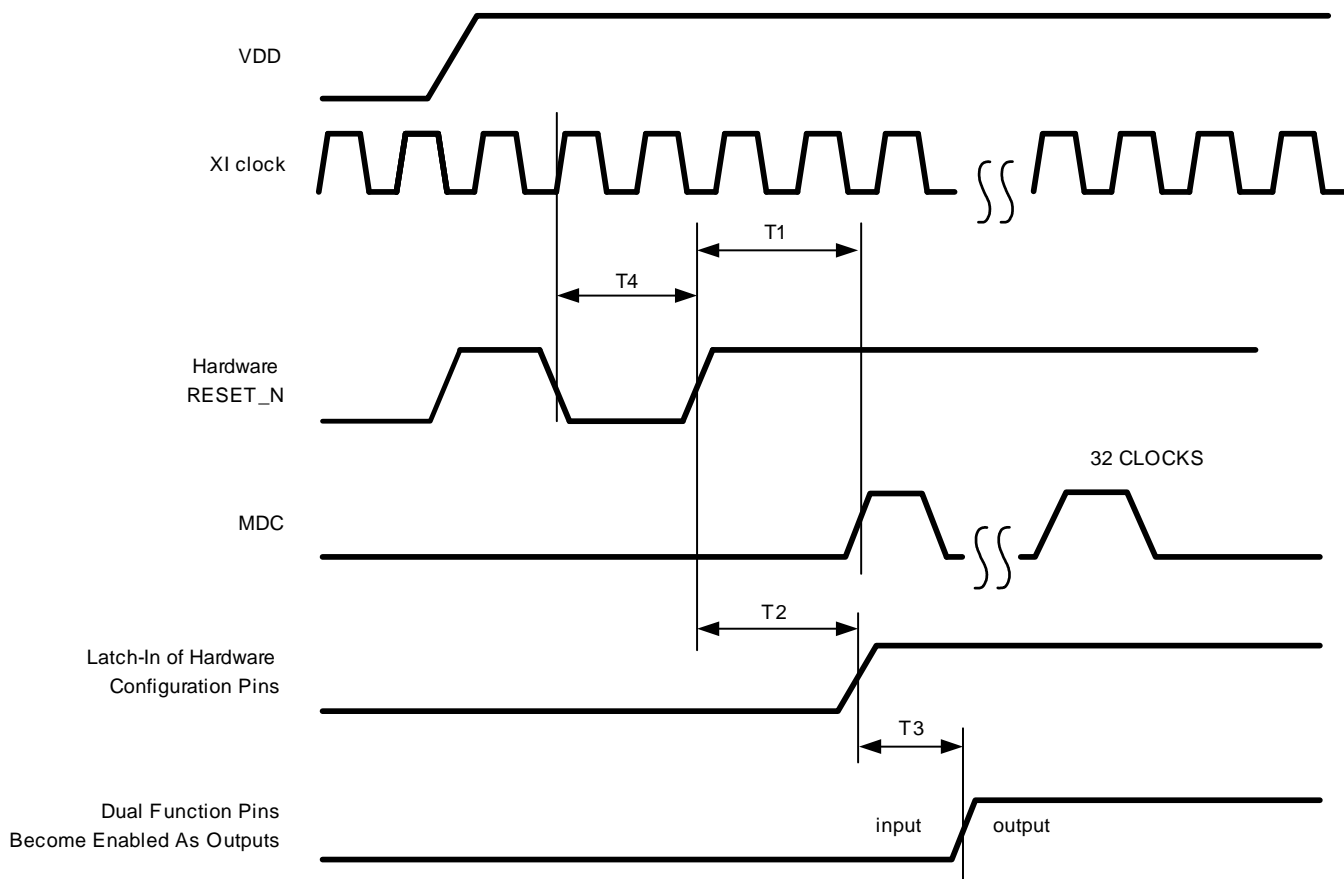 VDD
XI clock
T1
T4
Hardware
RESET_N
32 CLOCKS
MDC
T2
Latch-In of Hardware
Configuration Pins
T3
Dual Function Pins
Become Enabled As Outputs
input
output